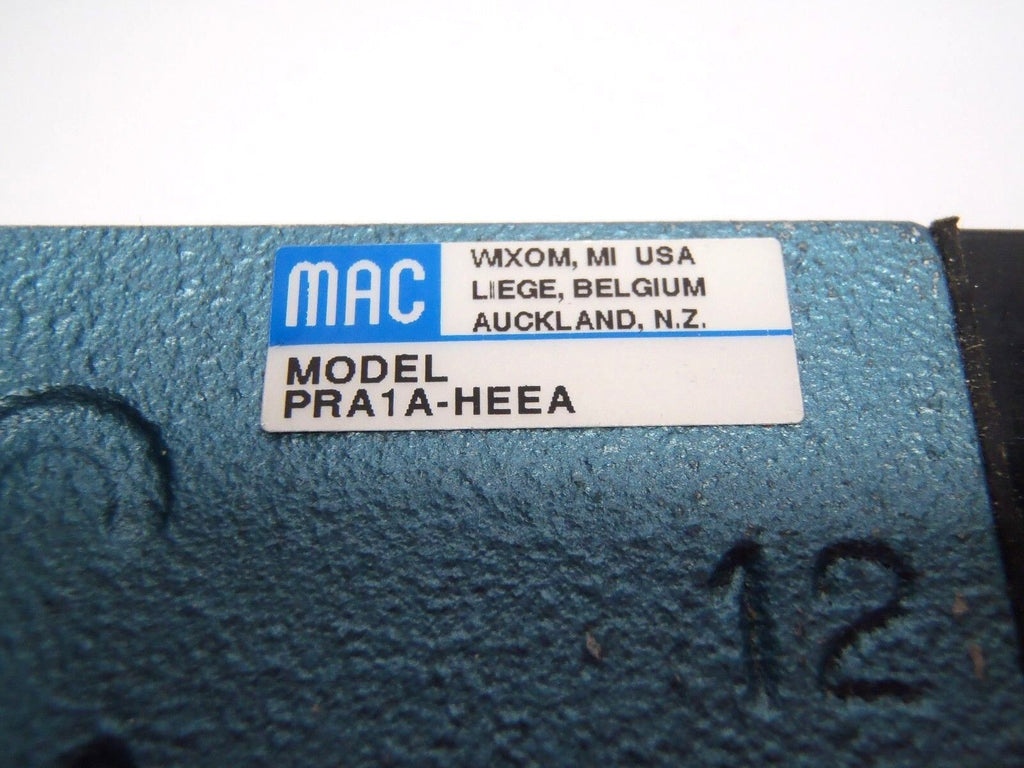 MAC
WIXOM, MI USA
LIEGE, BELGIUM
AUCKLAND, N.Z.
MODEL
PRA1A-HEEA
12